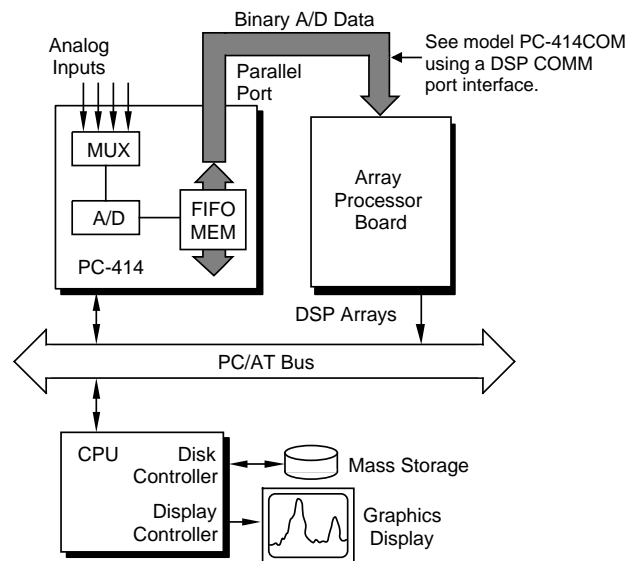 Binary A/D Data
Analog
Inputs
Parallel
Port
See model PC-414COM
using a DSP COMM
port interface.
MUX
A/D
FIFO
MEM
PC-414
Array
Processor
Board
DSP Arrays
PC/AT Bus
CPU
Disk
Controller
Mass Storage
Display
Controller
Graphics
Display